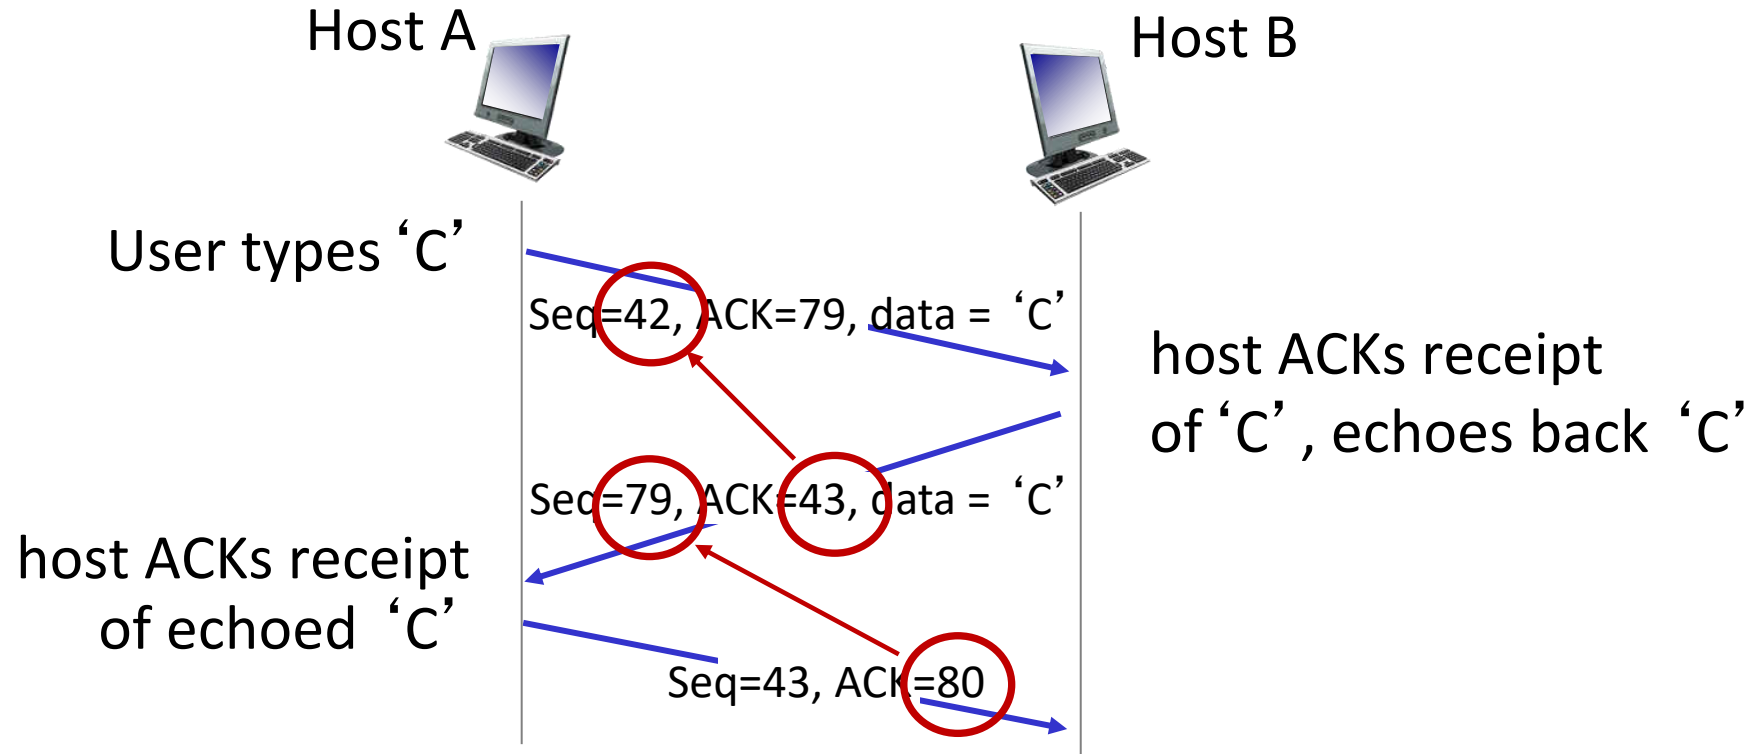 Host A
Host B
User types ‘C’
Seq=42, ACK=79, data = ‘C’
host ACKs receipt
of ‘C’, echoes back ‘C’
Seq=79, ACK=43, data = ‘C’
host ACKs receipt
of echoed ‘C’
Seq=43, ACK=80